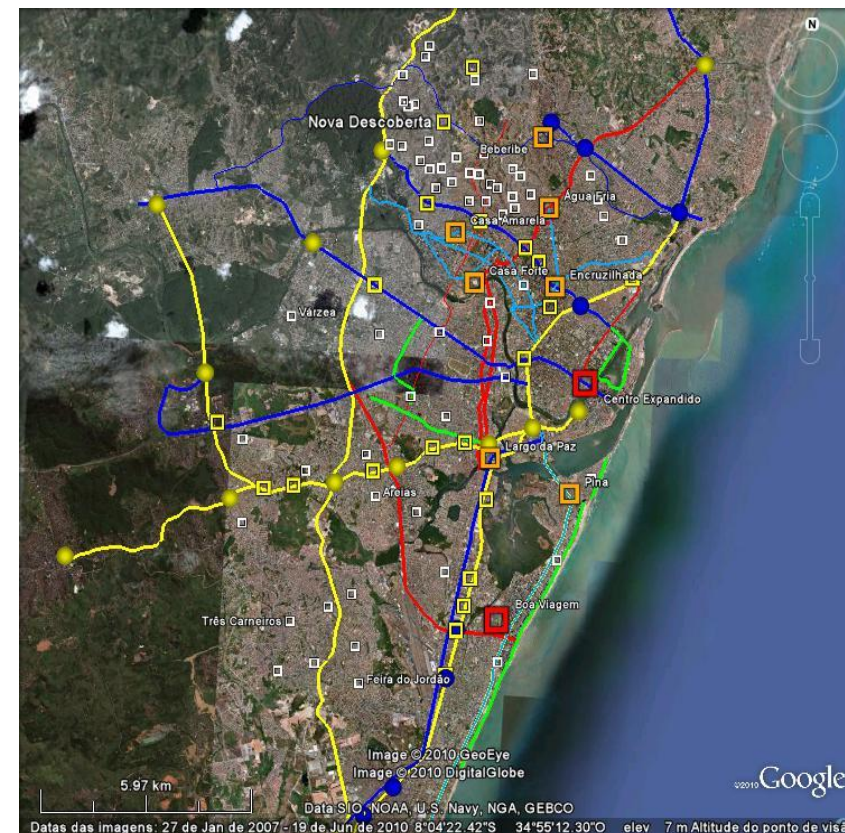 N
Nova Descoberta
Beberibe
Água Fria
Casa Amarela
Casa Forte
Encruzilhada
Várzea
Centro Expandido
Largo da Paz
Areias
Pina
Boa Viagem
Três Carneiros
Feira do Jordão
Image © 2010 GeoEye
Image © 2010 DigitalGlobe
5.97 km
©2010 Google
Data SIO, NOAA, U.S. Navy, NGA, GEBCO
Datas das imagens: 27 de Jan de 2007 - 19 de Jun de 2010 8°04'22.42"S 34°55'12.30"O elev 7 m Altitude do ponto de visã